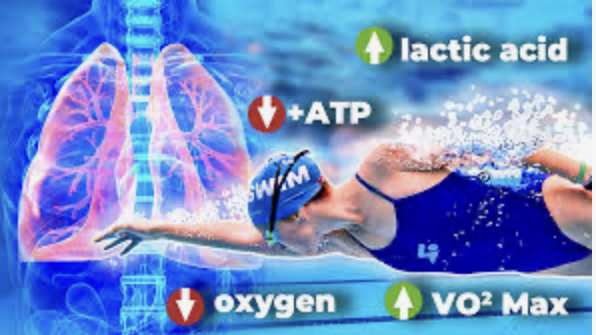 lactic acid
+ATP
SWIM
oxygen
VO² Max